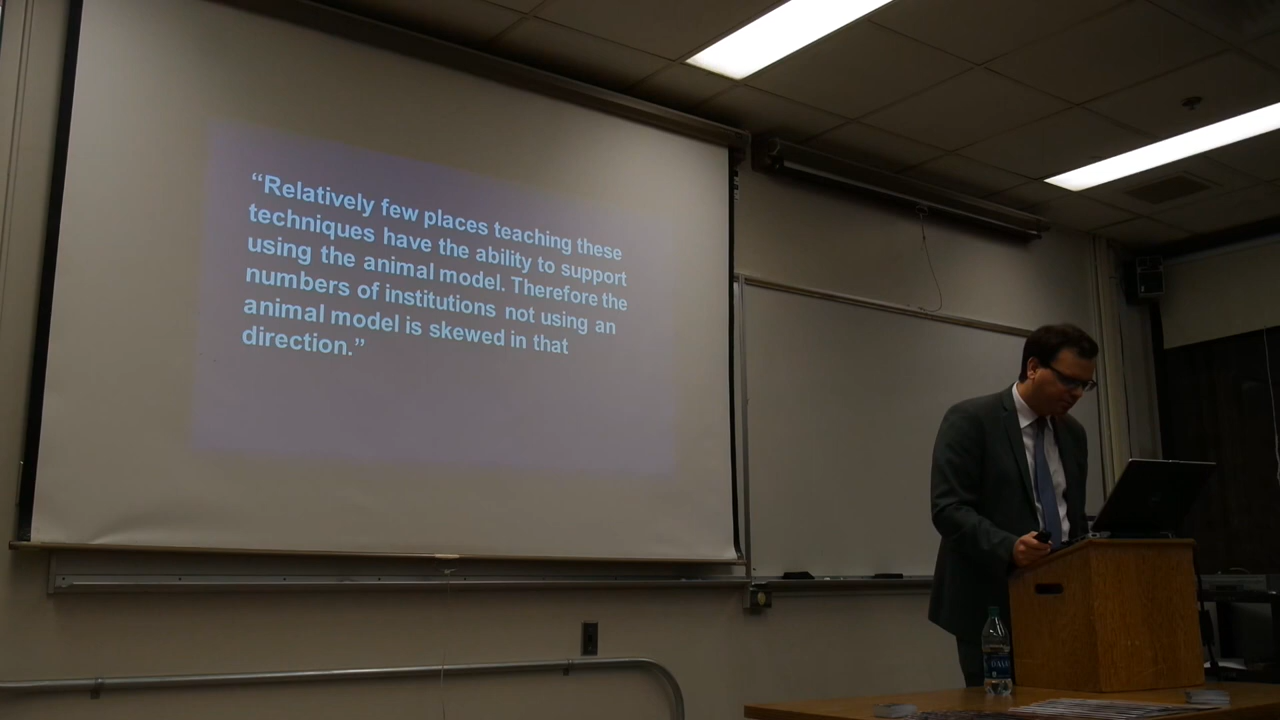 “Relatively few places teaching these
techniques have the ability to support
using the animal model. Therefore the
numbers of institutions not using an
animal model is skewed in that
direction.”